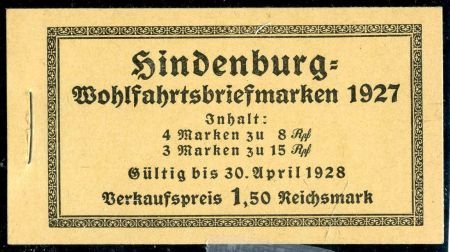 Hindenburg=
Wohlfahrtsbriefmarken 1927
Inhalt:
4 Marken zu 8 Rpf
3 Marken zu 15 Rpf
Gültig bis 30. April 1928
Verkaufspreis 1,50 Reichsmark